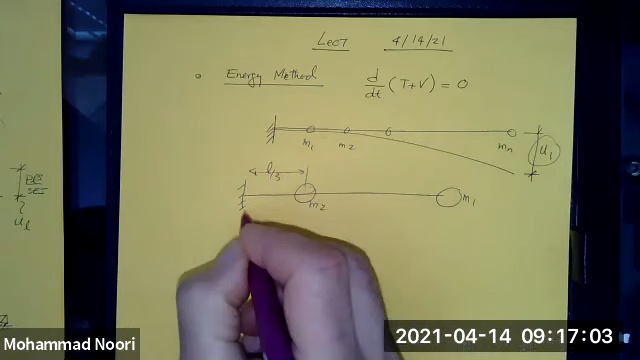 Lect 4/14/21
Energy Method d/dt (T+V) = 0
m1 m2 mn u1
l/3
m2 m1
Mohammad Noori
2021-04-14 09:17:03